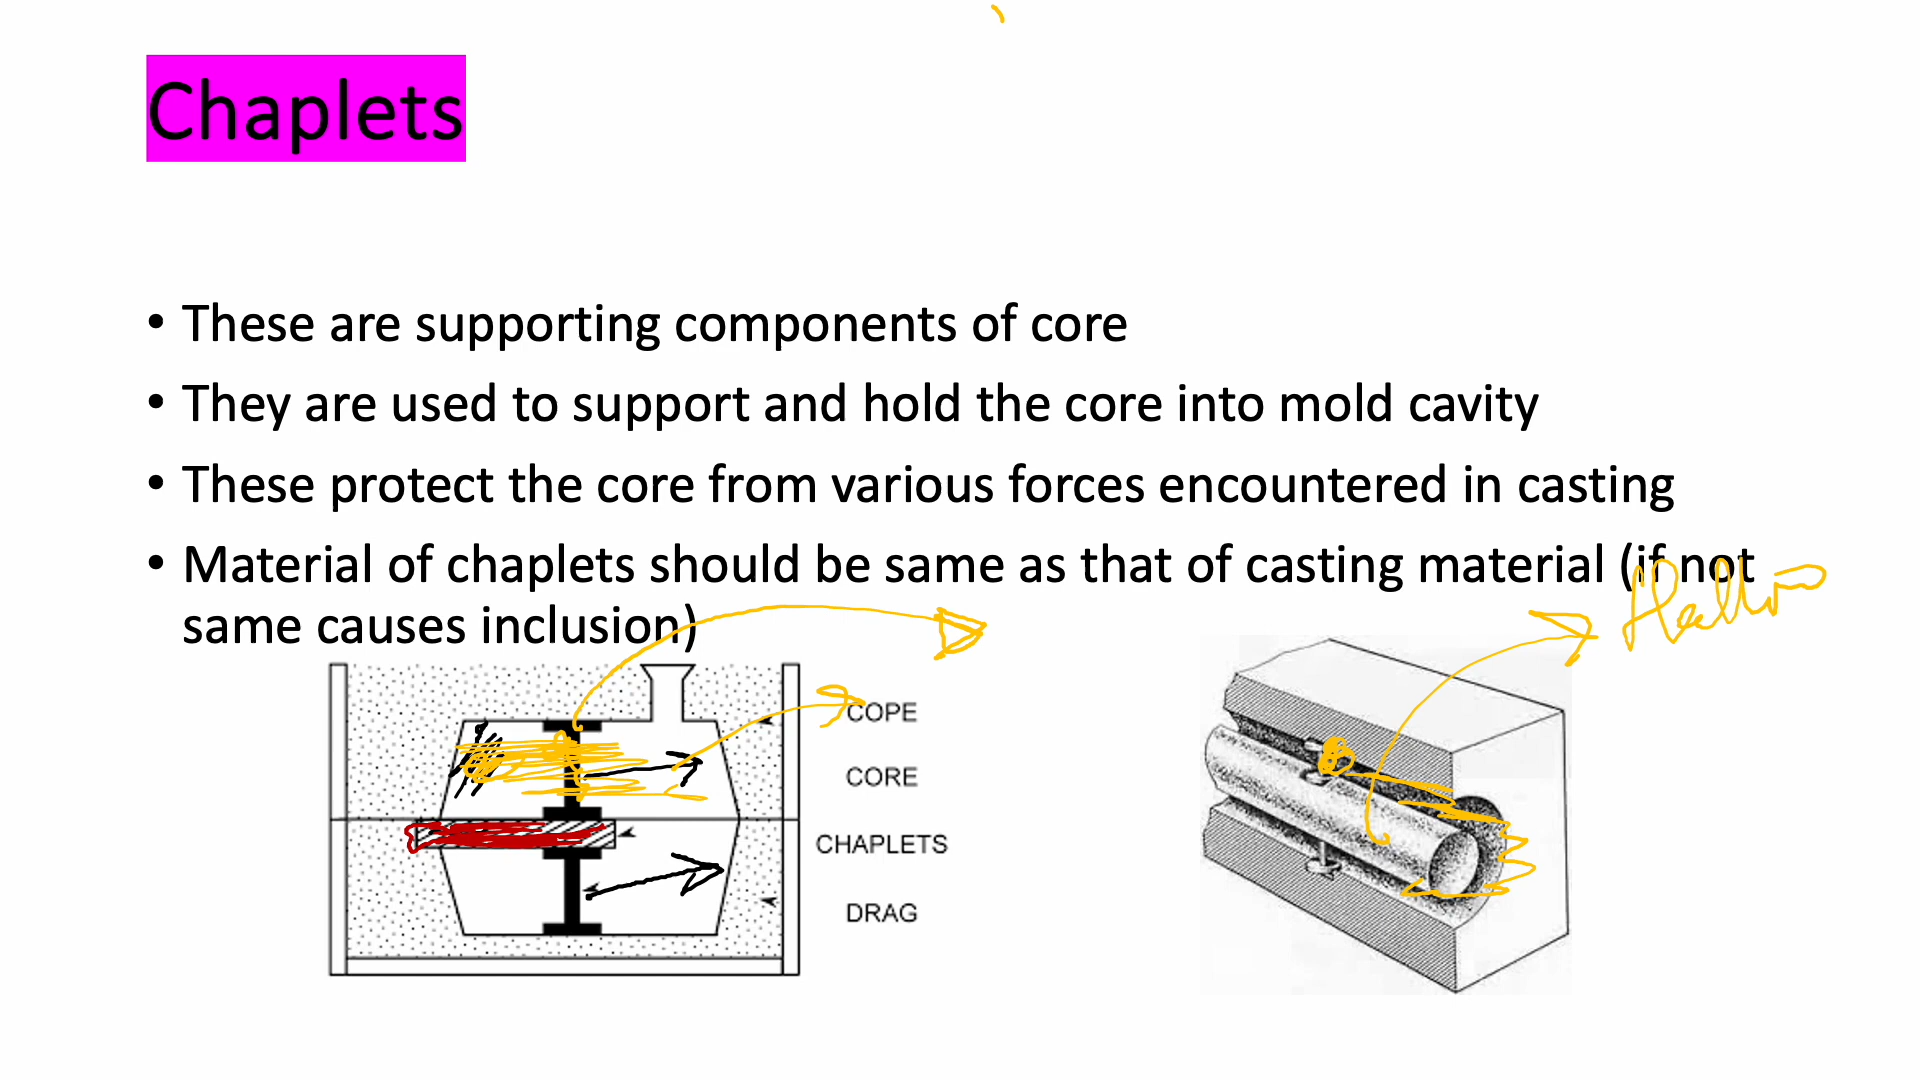 Chaplets
• These are supporting components of core
• They are used to support and hold the core into mold cavity
• These protect the core from various forces encountered in casting
• Material of chaplets should be same as that of casting material (if not
same causes inclusion)
COPE
CORE
CHAPLETS
DRAG